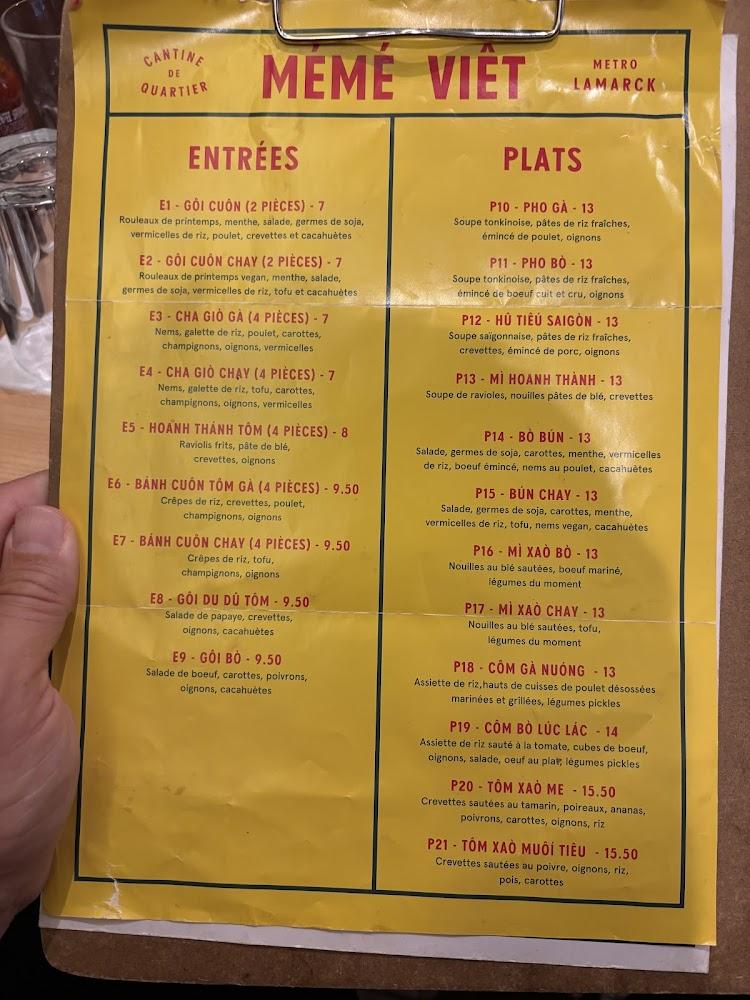 CANTINE
DE
QUARTIER
MÉMÉ VIÊT
METRO
LAMARCK
ENTRÉES
E1 - GÔI CUÔN (2 PIÈCES) - 7
Rouleaux de printemps, menthe, salade, germes de soja,
vermicelles de riz, poulet, crevettes et cacahuètes
E2 - GÔI CUÔN CHAY (2 PIÈCES) - 7
Rouleaux de printemps vegan, menthe, salade,
germes de soja, vermicelles de riz, tofu et cacahuètes
E3 - CHA GIÒ GÀ (4 PIÈCES) - 7
Nems, galette de riz, poulet, carottes,
champignons, oignons, vermicelles
E4 - CHA GIÒ CHẠY (4 PIÈCES) - 7
Nems, galette de riz, tofu, carottes,
champignons, oignons, vermicelles
E5 - HOÁNH THÁNH TÔM (4 PIÈCES) - 8
Raviolis frits, pâte de blé,
crevettes, oignons
E6 - BÁNH CUÔN TÔM GÀ (4 PIÈCES) - 9.50
Crêpes de riz, crevettes, poulet,
champignons, oignons
E7 - BÁNH CUÔN CHAY (4 PIÈCES) - 9.50
Crêpes de riz, tofu,
champignons, oignons
E8 - GÔI DU DÛ TÔM - 9.50
Salade de papaye, crevettes,
oignons, cacahuètes
E9 - GÔI BÒ - 9.50
Salade de boeuf, carottes, poivrons,
oignons, cacahuètes
PLATS
P10 - PHO GÀ - 13
Soupe tonkinoise, pâtes de riz fraîches,
émincé de poulet, oignons
P11 - PHO BÒ - 13
Soupe tonkinoise, pâtes de riz fraîches,
émincé de boeuf cuit et cru, oignons
P12 - HÚ TIẾÚ SAIGÒN - 13
Soupe saïgonnaise, pâtes de riz fraîches,
crevettes, émincé de porc, oignons
P13 - MÌ HOANH THÀNH - 13
Soupe de ravioles, nouilles pâtes de blé, crevettes
P14 - BÒ BÚN - 13
Salade, germes de soja, carottes, menthe, vermicelles
de riz, boeuf émincé, nems au poulet, cacahuètes
P15 - BÚN CHAY - 13
Salade, germes de soja, carottes, menthe,
vermicelles de riz, tofu, nems vegan, cacahuètes
P16 - MÌ XAÒ BÒ - 13
Nouilles au blé sautées, boeuf mariné,
légumes du moment
P17 - MÌ XAÒ CHAY - 13
Nouilles au blé sautées, tofu,
légumes du moment
P18 - CÔM GÀ NUÓNG - 13
Assiette de riz,hauts de cuisses de poulet désossées
marinées et grillées, légumes pickles
P19 - CÔM BÒ LÚC LÁC - 14
Assiette de riz sauté à la tomate, cubes de boeuf,
oignons, salade, oeuf au plat, légumes pickles
P20 - TÔM XAÒ ME - 15.50
Crevettes sautées au tamarin, poireaux, ananas,
poivrons, carottes, oignons, riz
P21 - TÔM XAÒ MUÔÍ TIÊU - 15.50
Crevettes sautées au poivre, oignons, riz,
pois, carottes